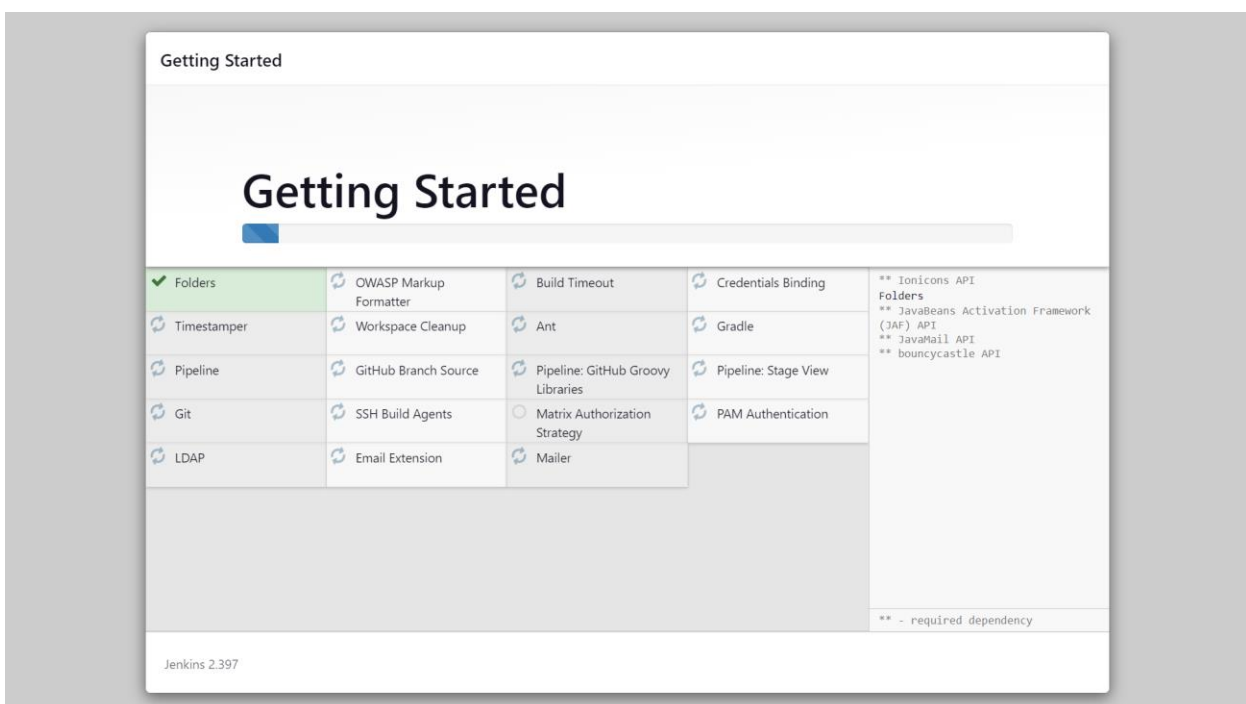 Getting Started
Getting Started
Folders
OWASP Markup
Formatter
Build Timeout
Credentials Binding
Timestamper
Workspace Cleanup
Ant
Gradle
Pipeline
GitHub Branch Source
Pipeline: GitHub Groovy
Libraries
Pipeline: Stage View
Git
SSH Build Agents
Matrix Authorization
Strategy
PAM Authentication
LDAP
Email Extension
Mailer
** Ionicons API
Folders
** JavaBeans Activation Framework
(JAF) API
** JavaMail API
** bouncycastle API
** - required dependency
Jenkins 2.397